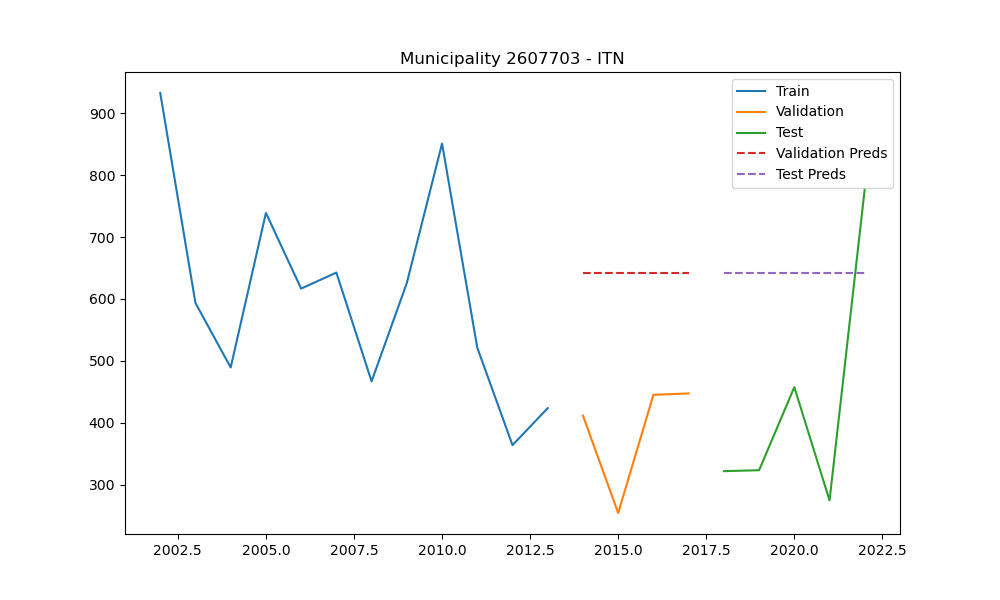 Municipality 2607703 - ITN
Train
Validation
Test
Validation Preds
Test Preds
900
800
700
600
500
400
300
2002.5 2005.0 2007.5 2010.0 2012.5 2015.0 2017.5 2020.0 2022.5